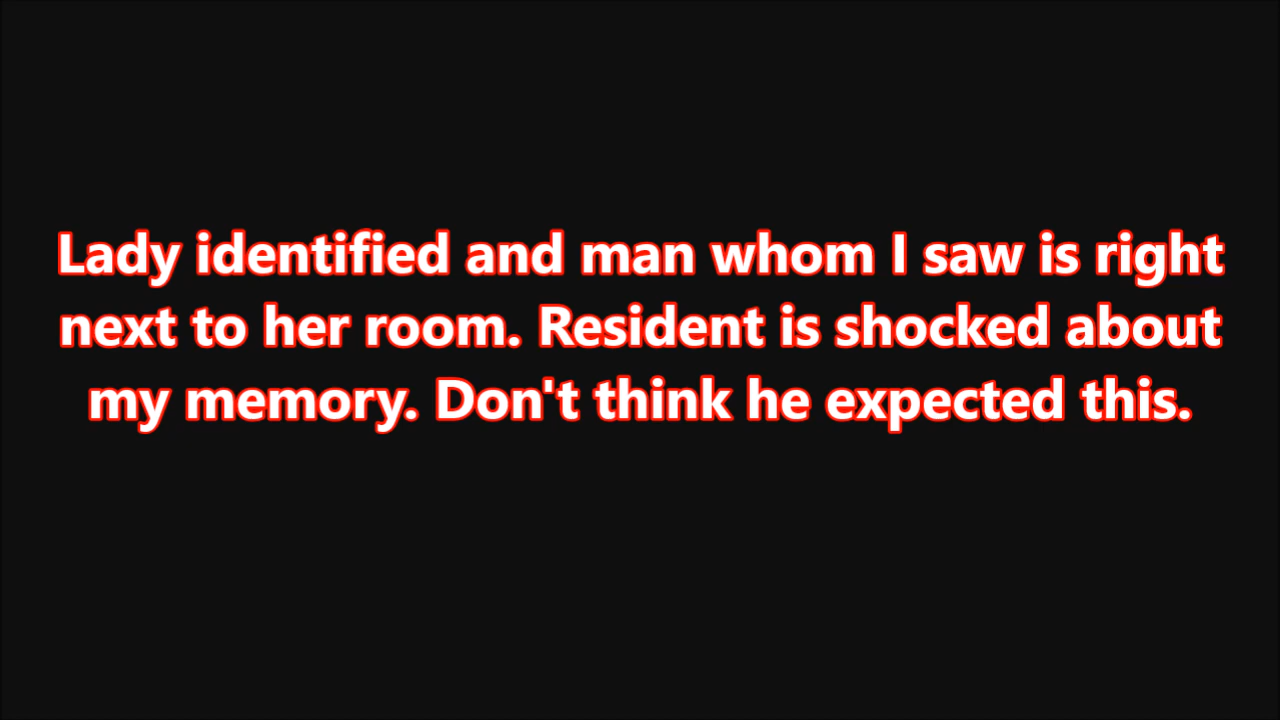 Lady identified and man whom I saw is right
next to her room. Resident is shocked about
my memory. Don't think he expected this.